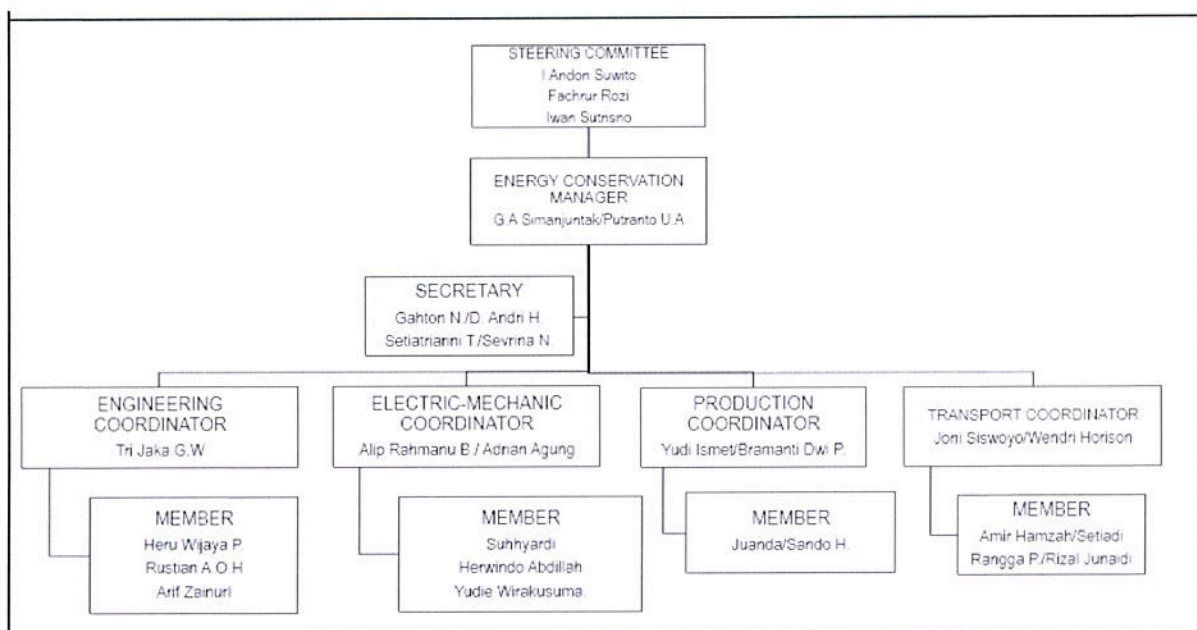 STEERING COMMITTEE
I Andon Suwito
Fachrur Rozi
Iwan Sutrisno
ENERGY CONSERVATION
MANAGER
G.A Simanjuntak/Putranto U.A
SECRETARY
Gahton N./D. Andri H.
Setiatriarini T./Sevrina N.
ENGINEERING
COORDINATOR
Tri Jaka G.W
ELECTRIC-MECHANIC
COORDINATOR
Alip Rahmanu B./ Adrian Agung
PRODUCTION
COORDINATOR
Yudi Ismet/Bramanti Dwi P.
TRANSPORT COORDINATOR
Joni Siswoyo/Wendri Horison
MEMBER
Heru Wijaya P.
Rustian A.O.H
Arif Zainuri
MEMBER
Suhhyardi
Herwindo Abdillah
Yudie Wirakusuma.
MEMBER
Juanda/Sando H.
MEMBER
Amir Hamzah/Setiadi
Rangga P./Rizal Junaidi